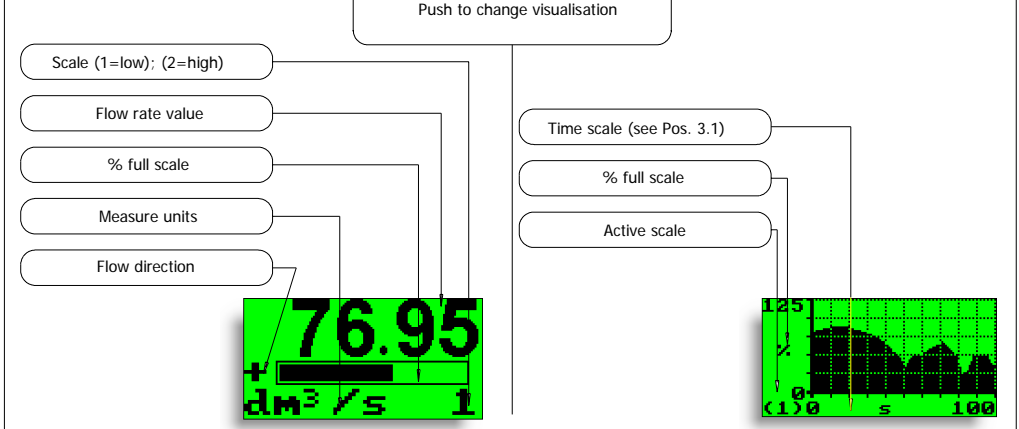 Push to change visualisation
Scale (1=low); (2=high)
Flow rate value
% full scale
Measure units
Flow direction
76.95
+
dm³/s 1
Time scale (see Pos. 3.1)
% full scale
Active scale
125
%
0
(1)0 s 100